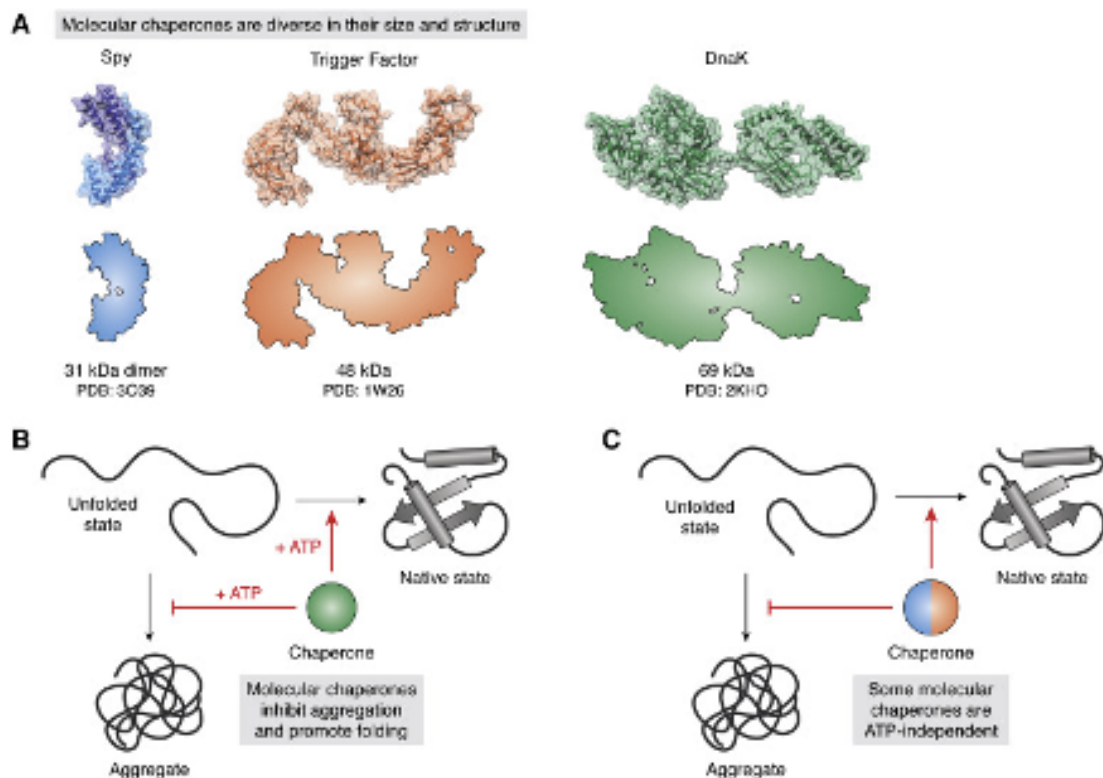 A
Molecular chaperones are diverse in their size and structure
Spy
Trigger Factor
DnaK
31 kDa dimer
PDB: 3C39
48 kDa
PDB: 1W26
69 kDa
PDB: 2KHO
B
Unfolded
state
+ ATP
+ ATP
Native state
Chaperone
Molecular chaperones
inhibit aggregation
and promote folding
Aggregate
C
Unfolded
state
Native state
Chaperone
Some molecular
chaperones are
ATP-independent
Aggregate